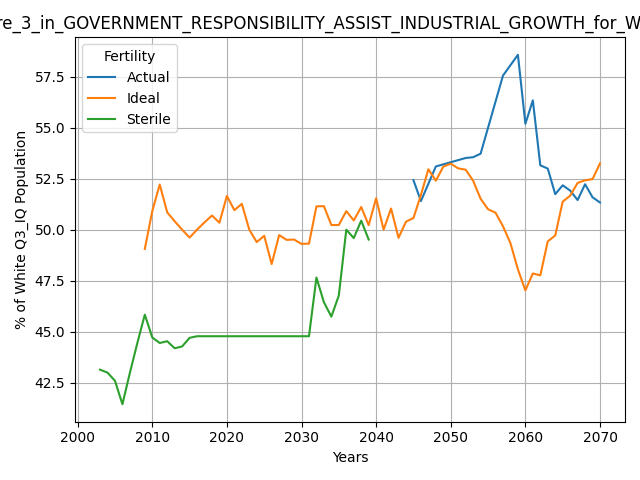 re_3_in_GOVERNMENT_RESPONSIBILITY_ASSIST_INDUSTRIAL_GROWTH_for_W
Fertility
Actual
Ideal
Sterile
% of White Q3_IQ Population
57.5
55.0
52.5
50.0
47.5
45.0
42.5
2000 2010 2020 2030 2040 2050 2060 2070
Years